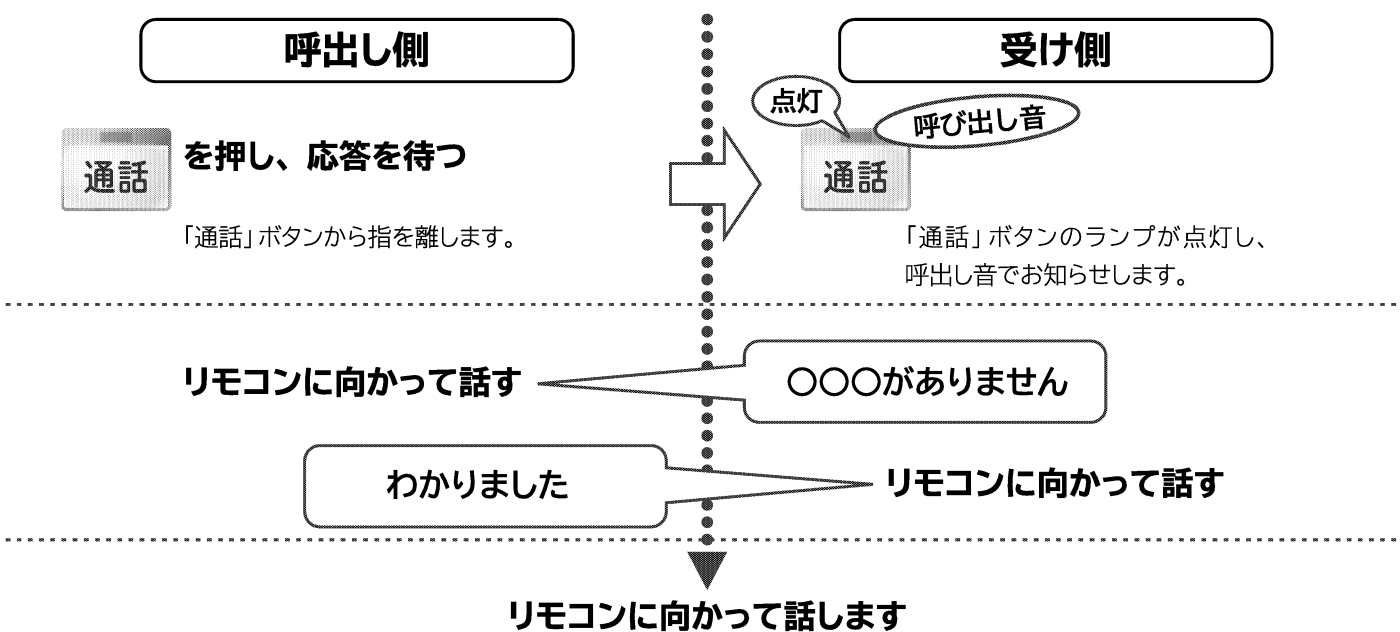 呼出し側
受け側
通話
を押し、応答を待つ
「通話」ボタンから指を離します。
点灯
呼び出し音
通話
「通話」ボタンのランプが点灯し、
呼出し音でお知らせします。
リモコンに向かって話す
〇〇〇がありません
わかりました
リモコンに向かって話す
リモコンに向かって話します